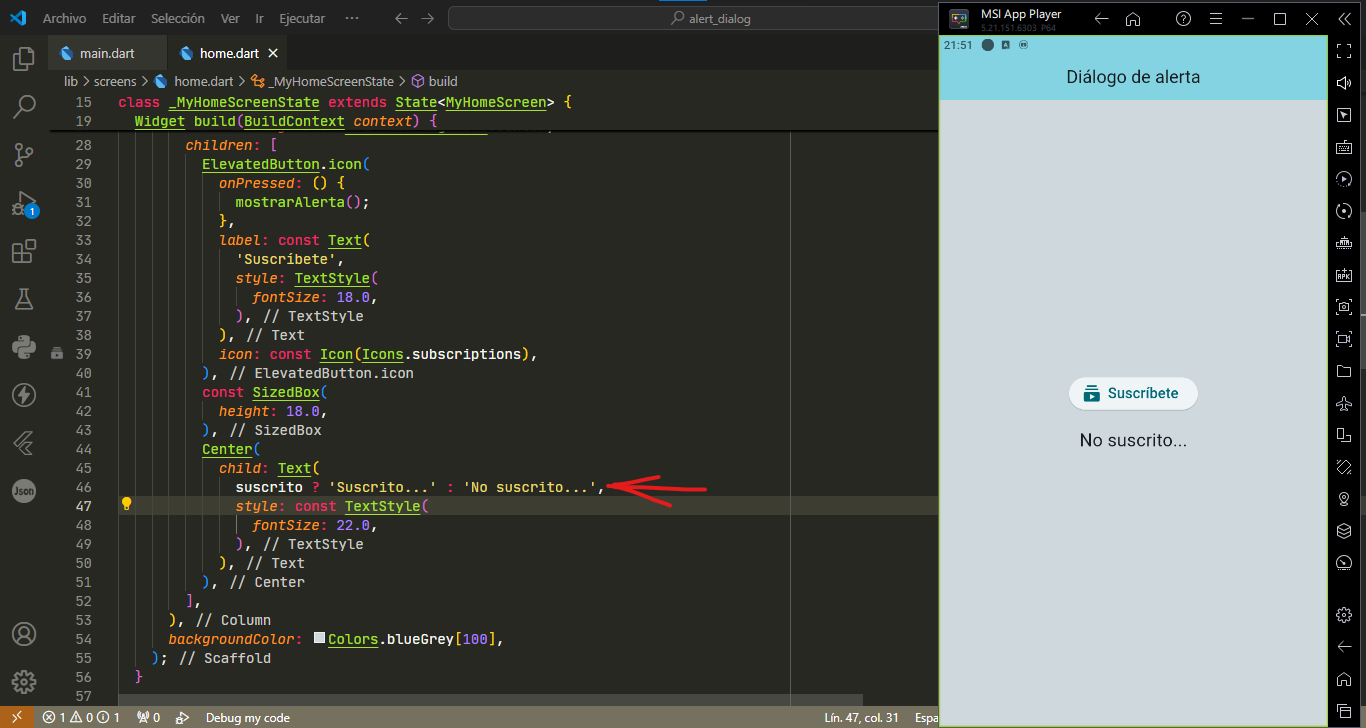 Archivo Editar Selección Ver Ir Ejecutar ··· alert_dialog
main.dart home.dart
lib > screens > home.dart > _MyHomeScreenState > build
15 class _MyHomeScreenState extends State<MyHomeScreen> {
19 Widget build(BuildContext context) {
28 children: [
29 ElevatedButton.icon(
30 onPressed: () {
31 mostrarAlerta();
32 },
33 label: const Text(
34 'Suscríbete',
35 style: TextStyle(
36 fontSize: 18.0,
37 ), // TextStyle
38 ), // Text
39 icon: const Icon(Icons.subscriptions),
40 ), // ElevatedButton.icon
41 const SizedBox(
42 height: 18.0,
43 ), // SizedBox
44 Center(
45 child: Text(
46 suscrito ? 'Suscrito...' : 'No suscrito...',
47 style: const TextStyle(
48 fontSize: 22.0,
49 ), // TextStyle
50 ), // Text
51 ), // Center
52 ],
53 ), // Column
54 backgroundColor: Colors.blueGrey[100],
55 ); // Scaffold
56 }
57
1
Json
1 0 1 0 Debug my code Lín. 47, col. 31 Espa
MSI App Player
5.21.151.6303 P64
21:51 A
Diálogo de alerta
Suscríbete
No suscrito...
APK